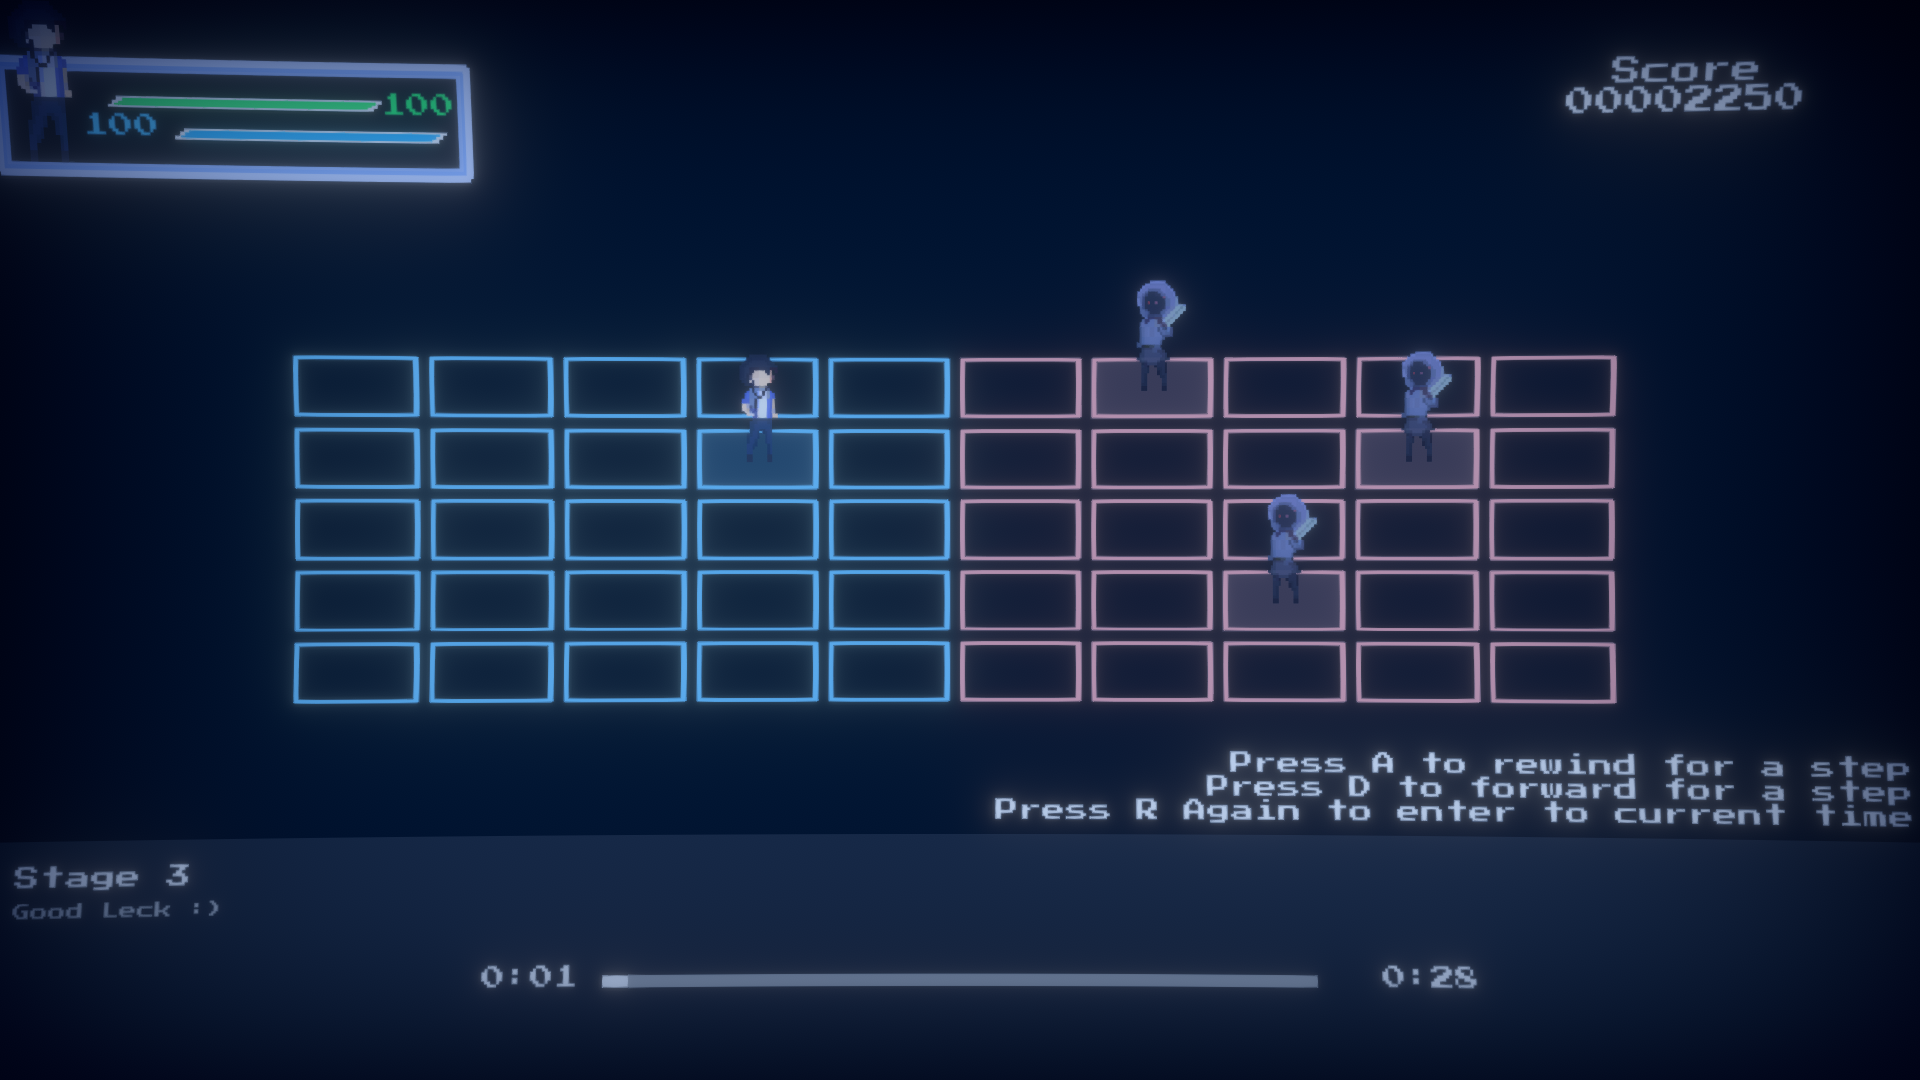 100
100
Score
00002250
Press A to rewind for a step
Press D to forward for a step
Press R Again to enter to current time
Stage 3
Good Leck :)
0:01
0:28